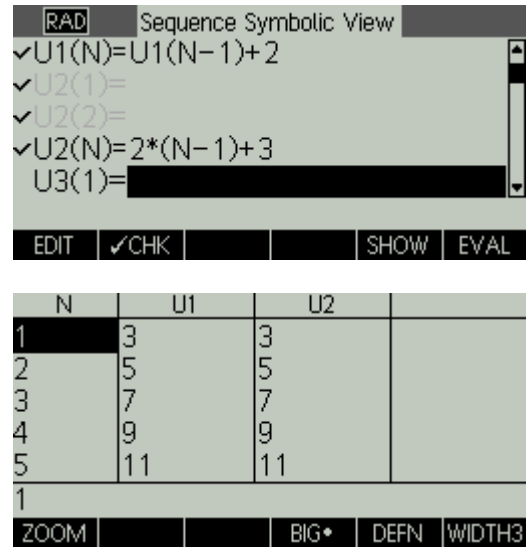 RAD Sequence Symbolic View
✓U1(N)=U1(N-1)+2
✓U2(1)=
✓U2(2)=
✓U2(N)=2*(N-1)+3
U3(1)=
EDIT ✓CHK SHOW EVAL
N U1 U2
1 3 3
2 5 5
3 7 7
4 9 9
5 11 11
1
ZOOM BIG• DEFN WIDTH3